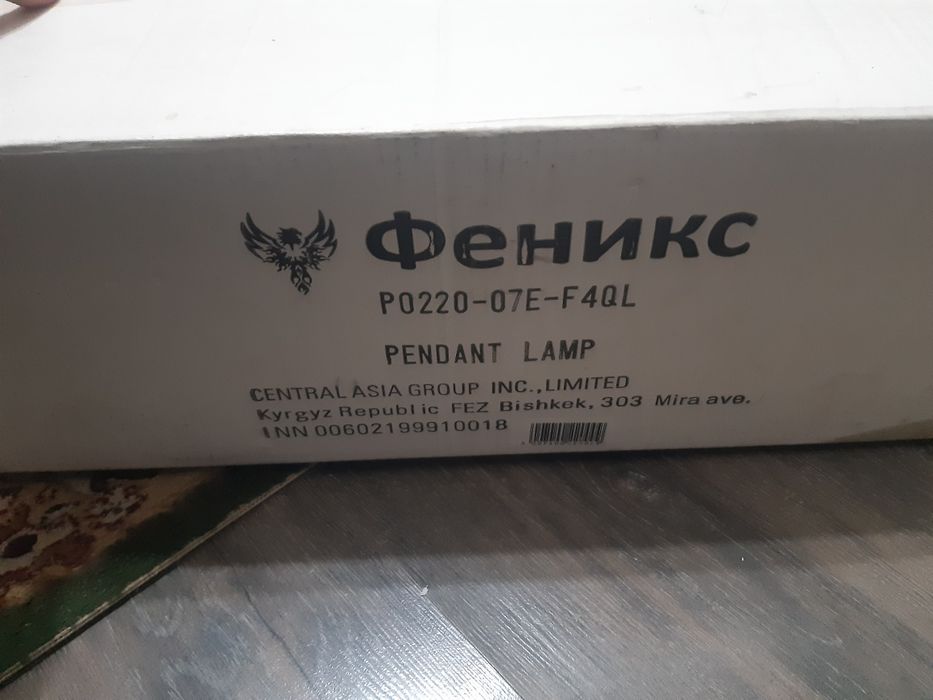 Феникс
P0220-07E-F4QL
PENDANT LAMP
CENTRAL ASIA GROUP INC.,LIMITED
Kyrgyz Republic FEZ Bishkek, 303 Mira ave.
INN 00602199910018